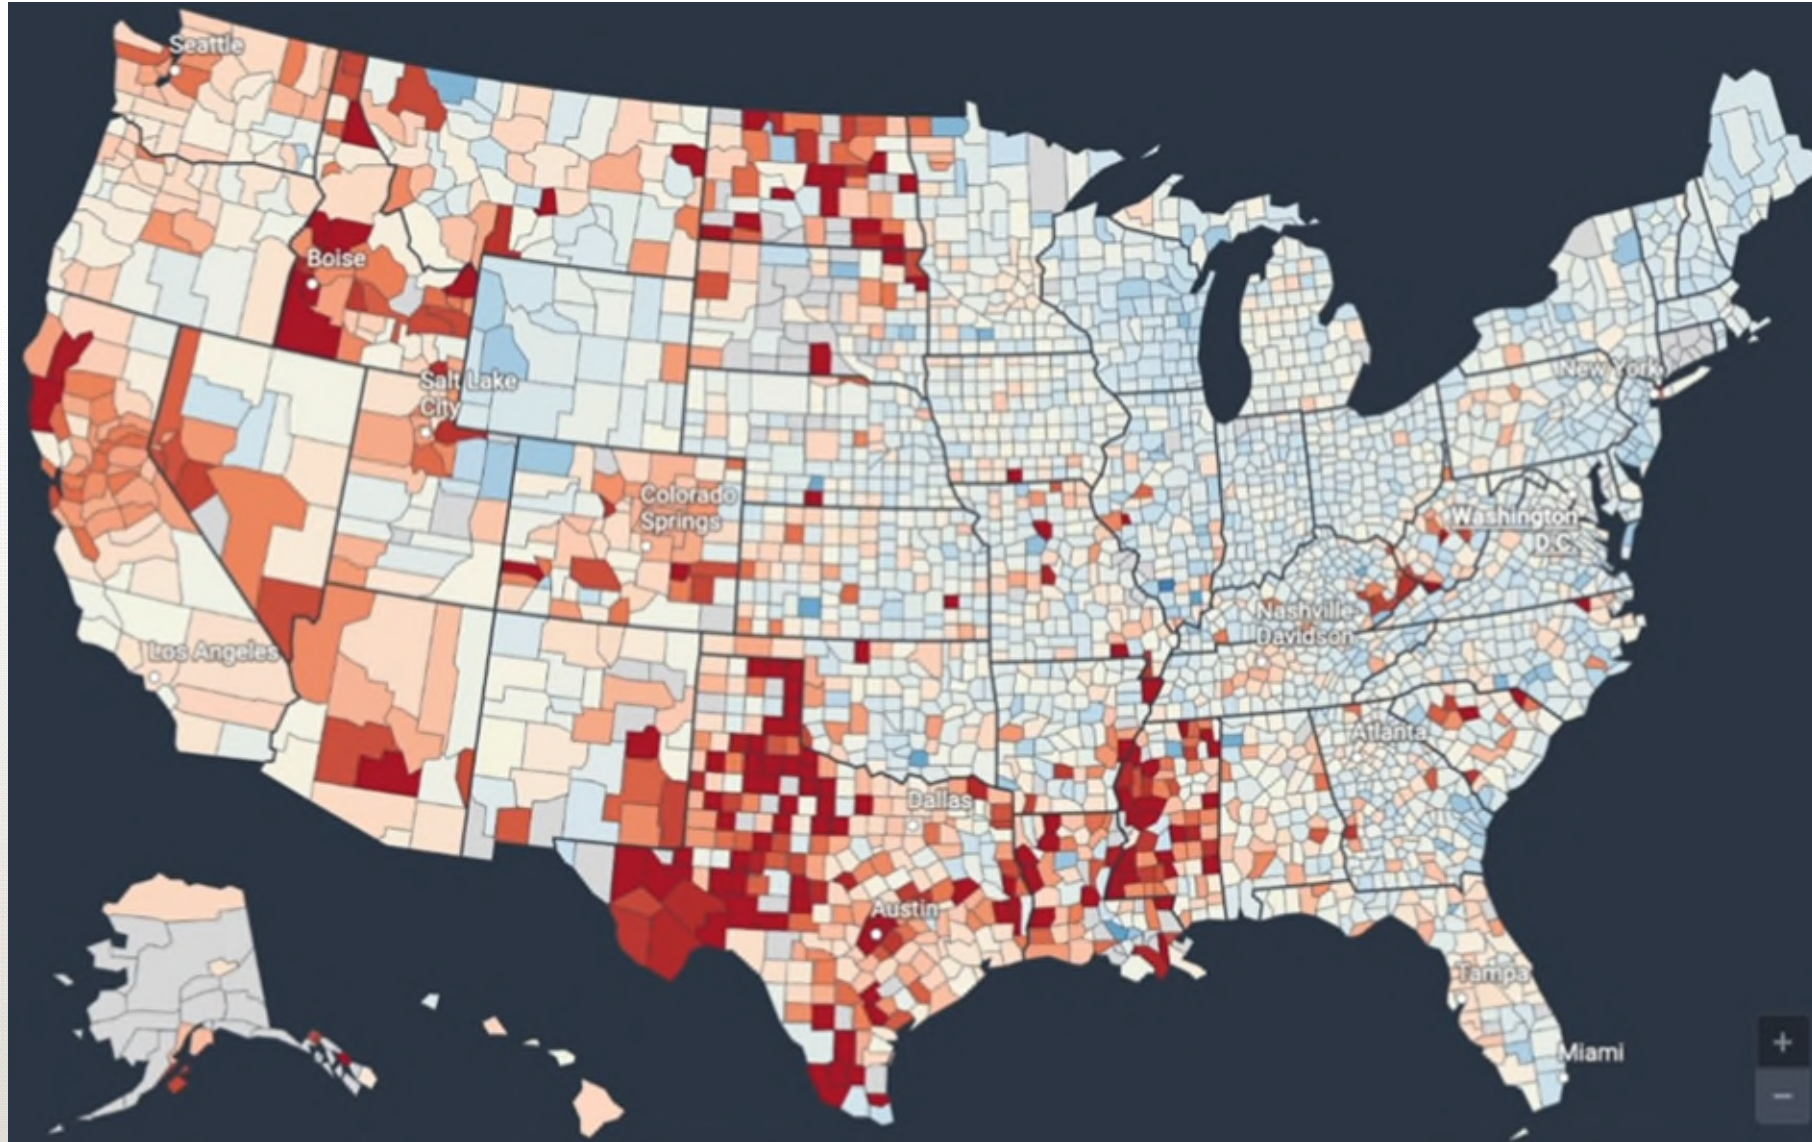 Seattle
Boise
Salt Lake
City
New York
Colorado
Springs
Washington
D.C.
Nashville-
Davidson
Los Angeles
Atlanta
Dallas
Austin
Tampa
Miami
+
−